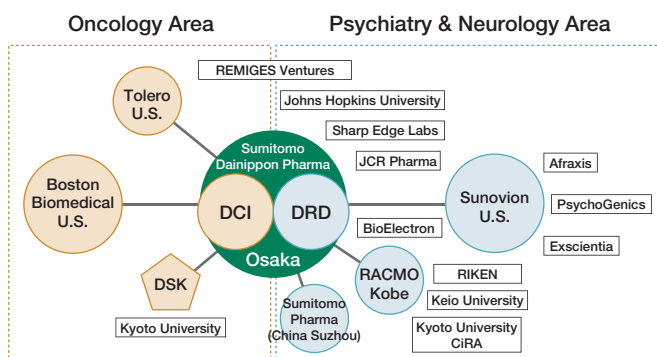 Oncology Area
Psychiatry & Neurology Area
REMIGES Ventures
Tolero
U.S.
Johns Hopkins University
Sharp Edge Labs
Sumitomo
Dainippon Pharma
JCR Pharma
Afraxis
Boston
Biomedical
U.S.
DCI
DRD
Sunovion
U.S.
PsychoGenics
BioElectron
Exscientia
Osaka
DSK
RACMO
Kobe
RIKEN
Keio University
Kyoto University
Sumitomo
Pharma
(China Suzhou)
Kyoto University
CiRA